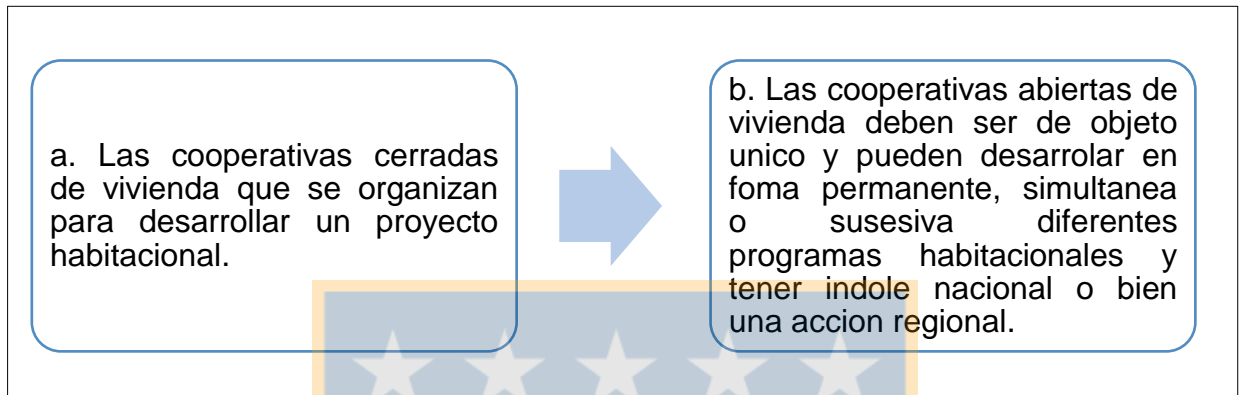 a. Las cooperativas cerradas
de vivienda que se organizan
para desarrollar un proyecto
habitacional.
b. Las cooperativas abiertas de
vivienda deben ser de objeto
unico y pueden desarrolar en
foma permanente, simultanea
o susesiva diferentes
programas habitacionales y
tener indole nacional o bien
una accion regional.